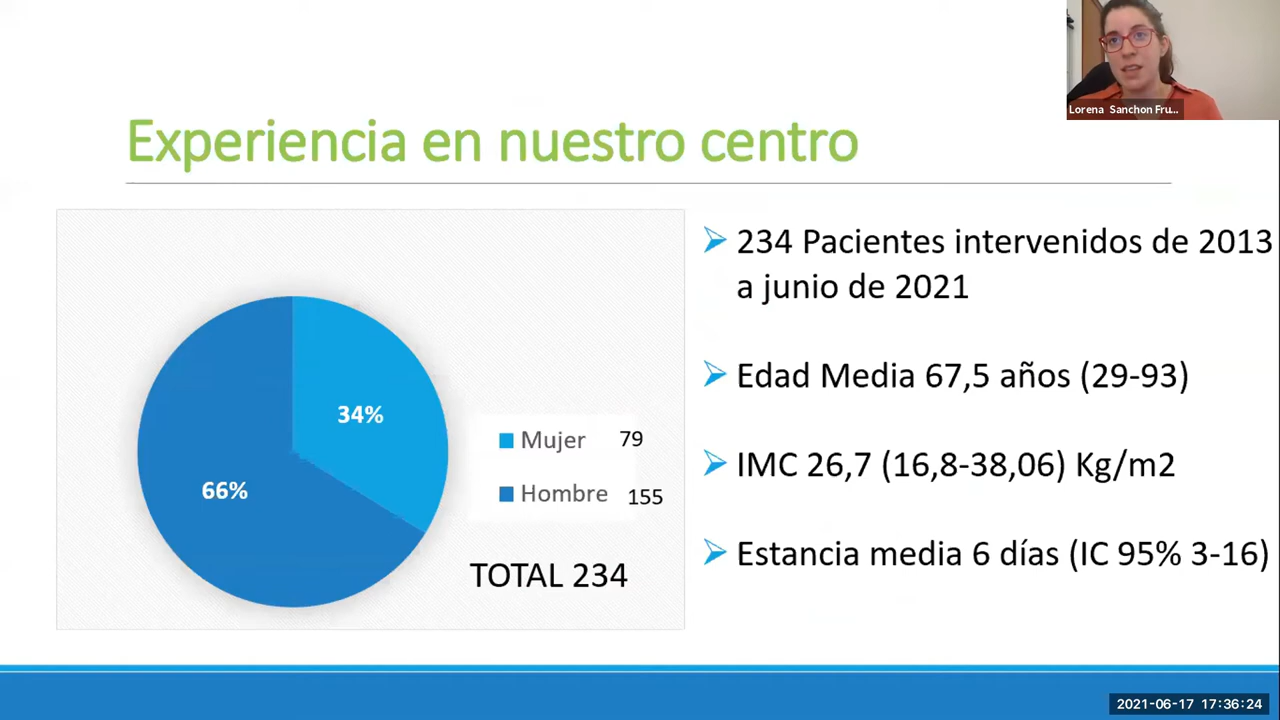 Lorena Sanchon Fru...
Experiencia en nuestro centro
34%
66%
Mujer 79
Hombre 155
TOTAL 234
234 Pacientes intervenidos de 2013
a junio de 2021
Edad Media 67,5 años (29-93)
IMC 26,7 (16,8-38,06) Kg/m2
Estancia media 6 días (IC 95% 3-16)
2021-06-17 17:36:24